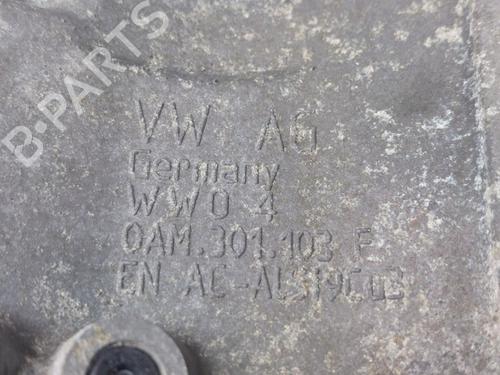 B-PARTS
VW AG
Germany
WW0 4
0AM.301.103 F
EN AC-ALSI9CU3